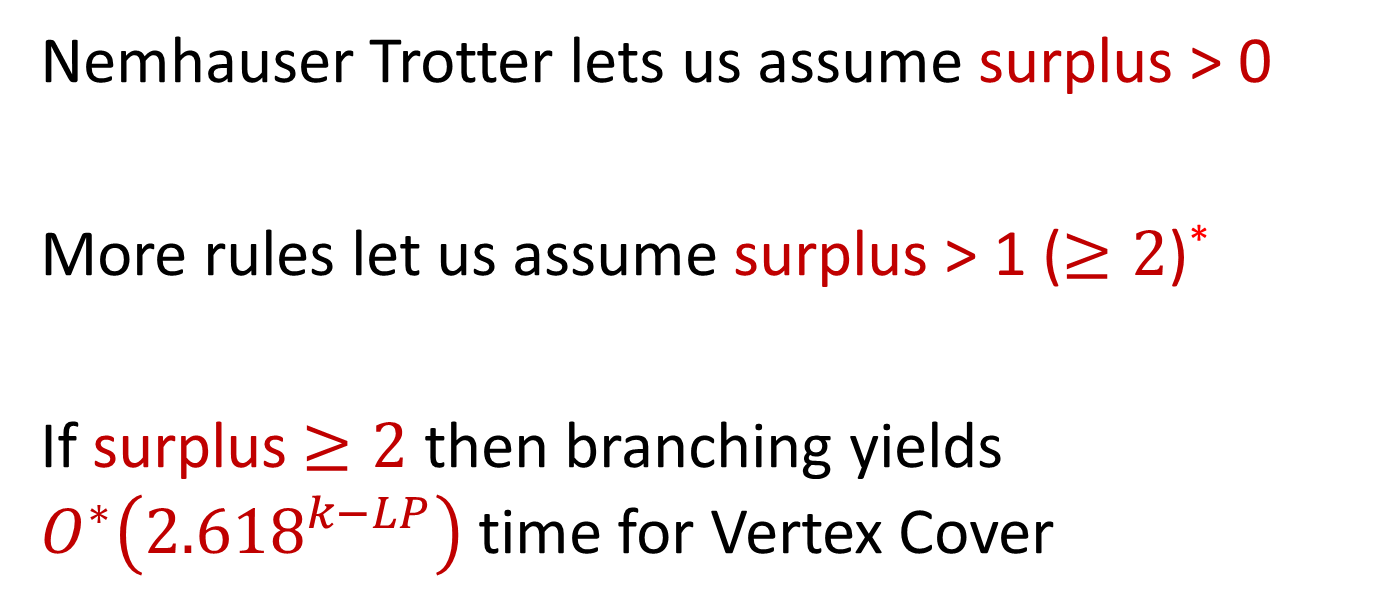 Nemhauser Trotter lets us assume surplus > 0
More rules let us assume surplus > 1 (≥ 2)*
If surplus ≥ 2 then branching yields
O*(2.618^{k−LP}) time for Vertex Cover